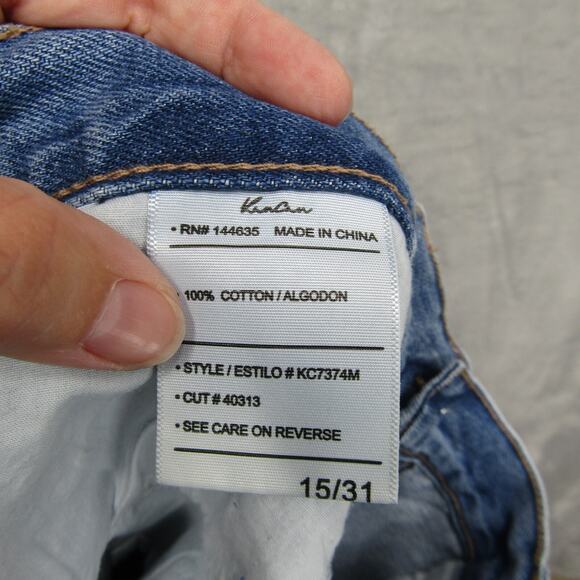 KanCan
• RN# 144635 MADE IN CHINA
• 100% COTTON / ALGODON
• STYLE / ESTILO # KC7374M
• CUT # 40313
• SEE CARE ON REVERSE
15/31